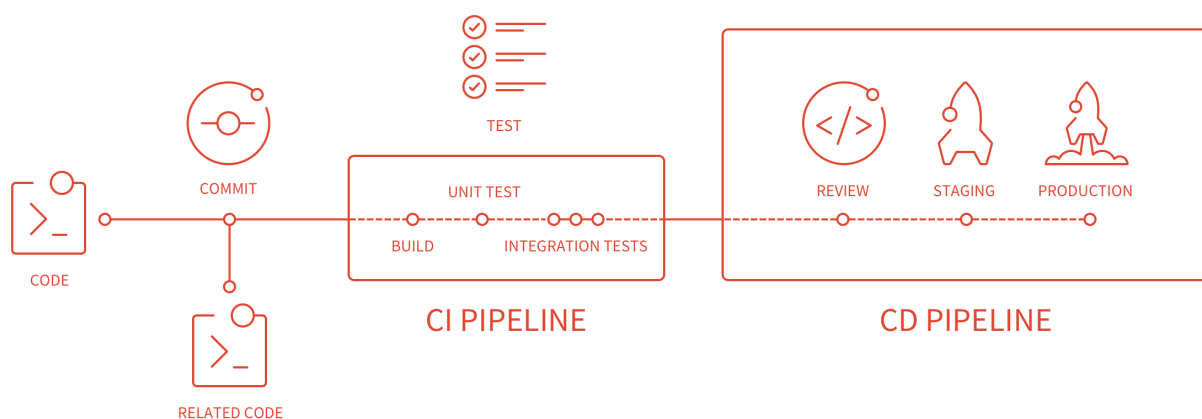 TEST
COMMIT
UNIT TEST
REVIEW
STAGING
PRODUCTION
BUILD
INTEGRATION TESTS
CODE
CI PIPELINE
CD PIPELINE
RELATED CODE